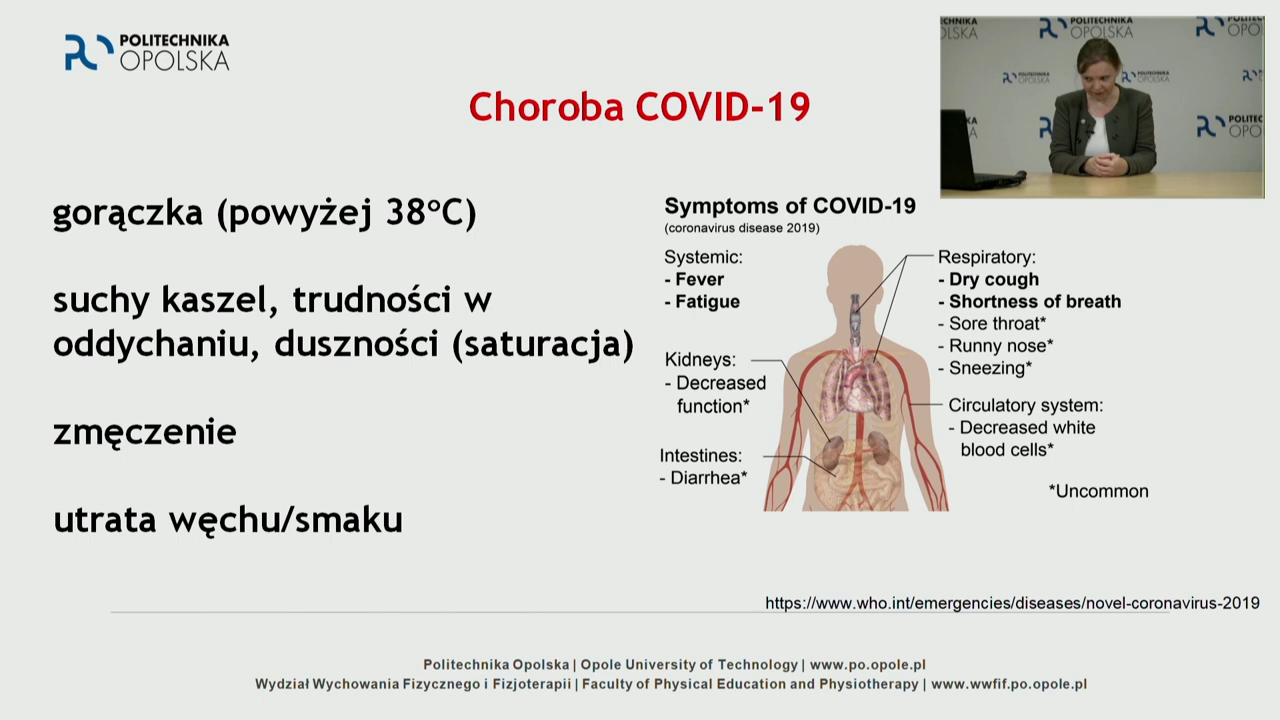 POLITECHNIKA
OPOLSKA
Choroba COVID-19
gorączka (powyżej 38°C)
suchy kaszel, trudności w
oddychaniu, duszności (saturacja)
zmęczenie
utrata węchu/smaku
Symptoms of COVID-19
(coronavirus disease 2019)
Systemic:
- Fever
- Fatigue
Kidneys:
- Decreased
function*
Intestines:
- Diarrhea*
Respiratory:
- Dry cough
- Shortness of breath
- Sore throat*
- Runny nose*
- Sneezing*
Circulatory system:
- Decreased white
blood cells*
*Uncommon
https://www.who.int/emergencies/diseases/novel-coronavirus-2019
Politechnika Opolska | Opole University of Technology | www.po.opole.pl
Wydział Wychowania Fizycznego i Fizjoterapii | Faculty of Physical Education and Physiotherapy | www.wwfif.po.opole.pl